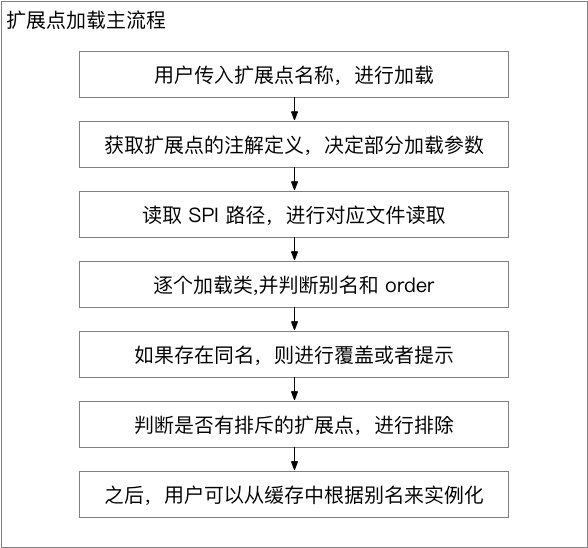 扩展点加载主流程
用户传入扩展点名称，进行加载
获取扩展点的注解定义，决定部分加载参数
读取 SPI 路径，进行对应文件读取
逐个加载类,并判断别名和 order
如果存在同名，则进行覆盖或者提示
判断是否有排斥的扩展点，进行排除
之后，用户可以从缓存中根据别名来实例化